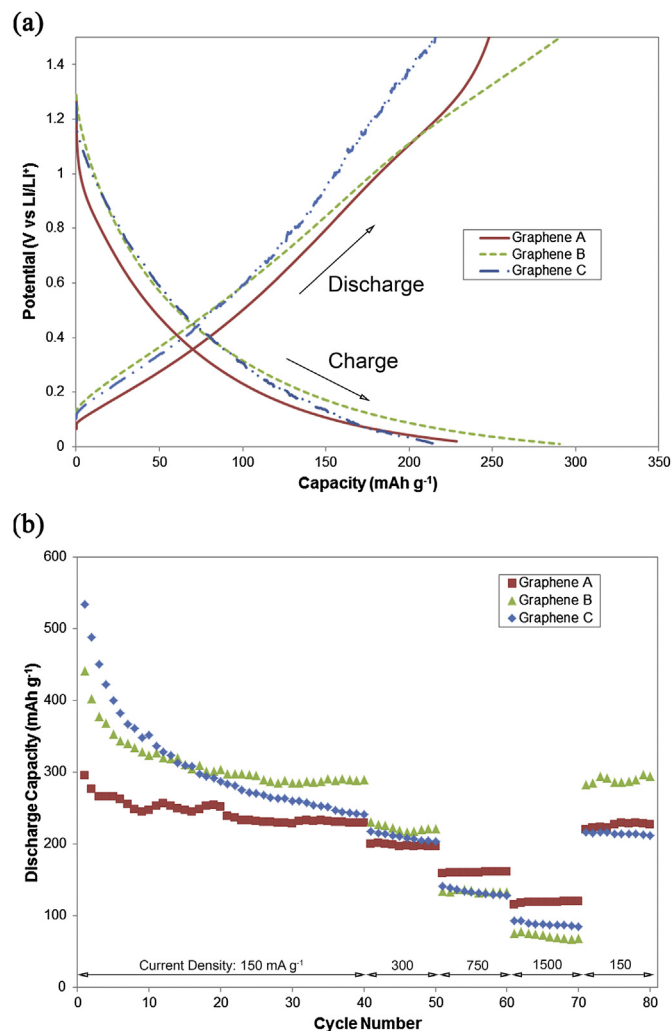 (a)
1.4
1.2
1
0.8
0.6
0.4
0.2
0
Potential (V vs LI/LI⁺)
Graphene A
Graphene B
Graphene C
Discharge
Charge
0 50 100 150 200 250 300 350
Capacity (mAh g⁻¹)
(b)
600
500
400
300
200
100
0
Discharge Capacity (mAh g⁻¹)
Graphene A
Graphene B
Graphene C
Current Density: 150 mA g⁻¹ 300 750 1500 150
0 10 20 30 40 50 60 70 80
Cycle Number